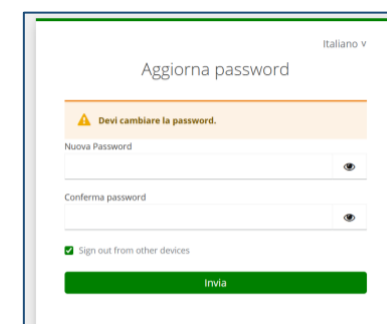 Italiano v
Aggiorna password
Devi cambiare la password.
Nuova Password
Conferma password
Sign out from other devices
Invia